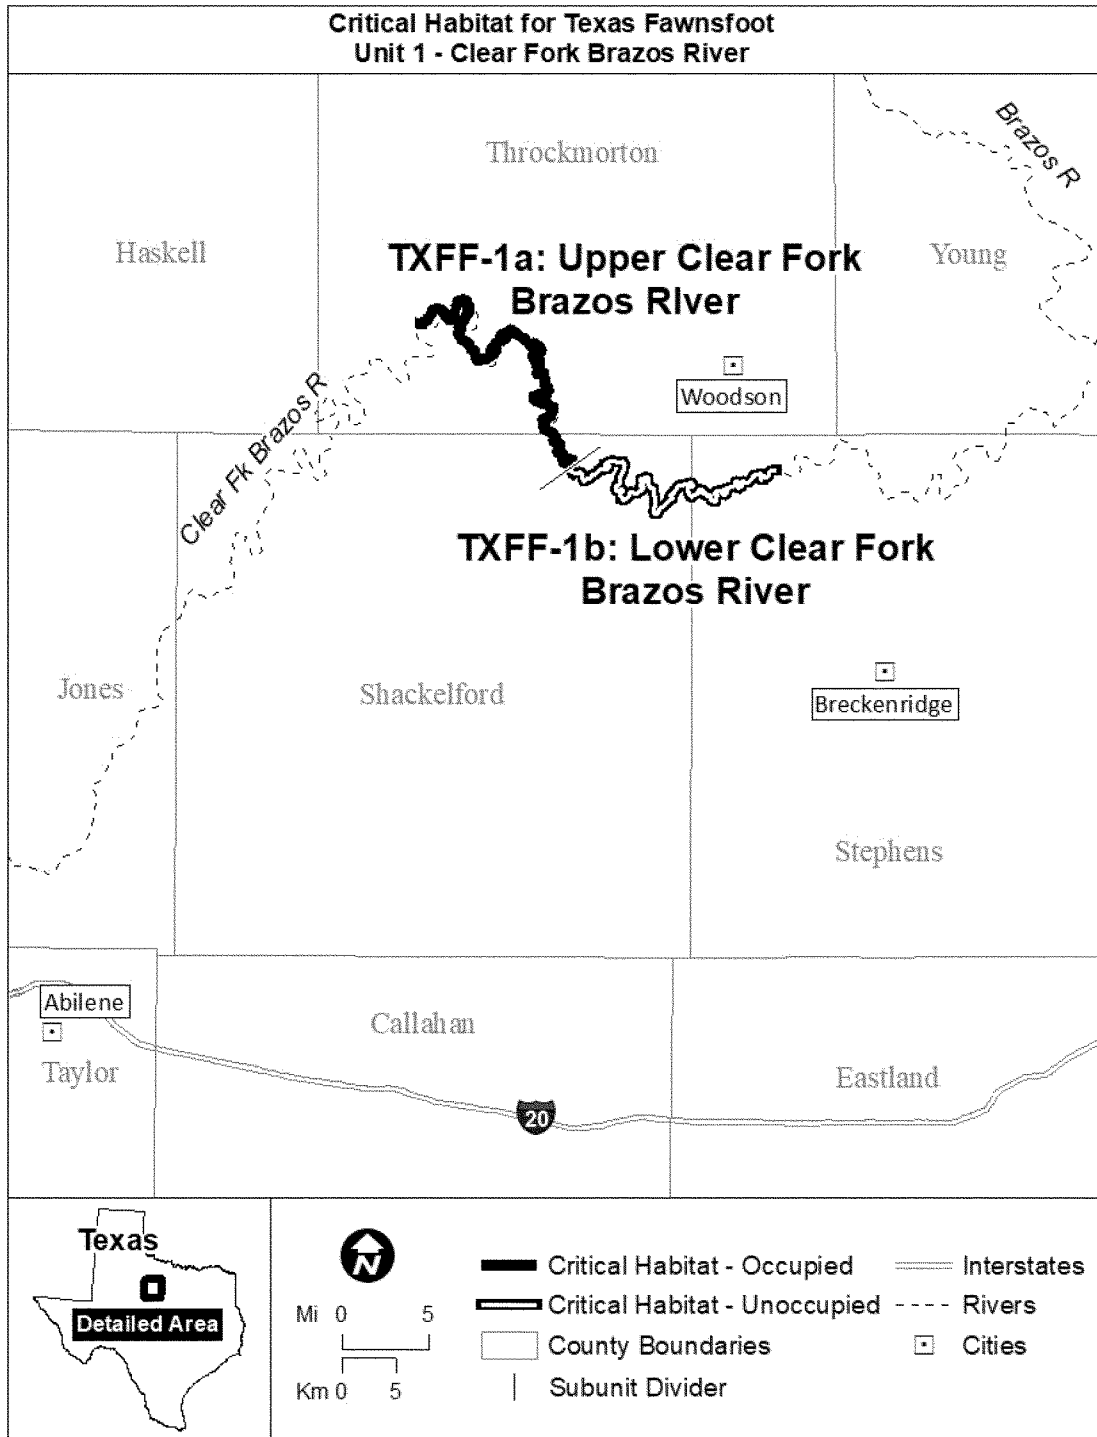 Critical Habitat for Texas Fawnsfoot
Unit 1 - Clear Fork Brazos River
Brazos R
Throckmorton
Haskell
Young
TXFF-1a: Upper Clear Fork
Brazos RIver
Woodson
Clear Fk Brazos R
TXFF-1b: Lower Clear Fork
Brazos River
Jones
Shackelford
Breckenridge
Stephens
Abilene
Callahan
Taylor
Eastland
20
Texas
Detailed Area
N
Mi 0 5
Km 0 5
Critical Habitat - Occupied
Critical Habitat - Unoccupied
County Boundaries
Subunit Divider
Interstates
Rivers
Cities